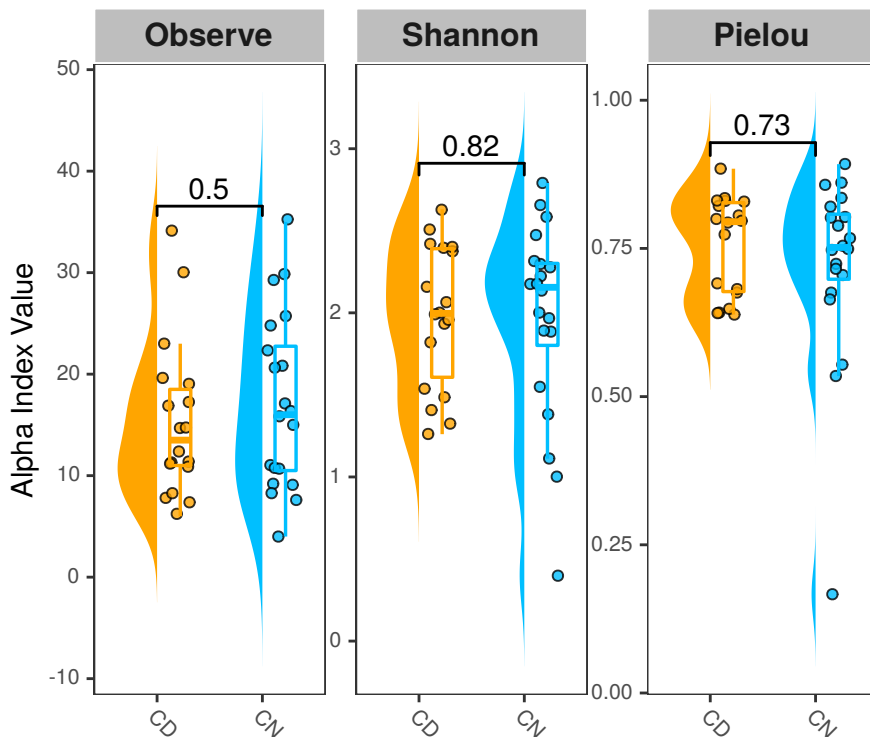 Observe
Shannon
Pielou
Alpha Index Value
50
40
30
20
10
0
-10
0.5
CD
CN
3
2
1
0
0.82
CD
CN
1.00
0.75
0.50
0.25
0.00
0.73
CD
CN